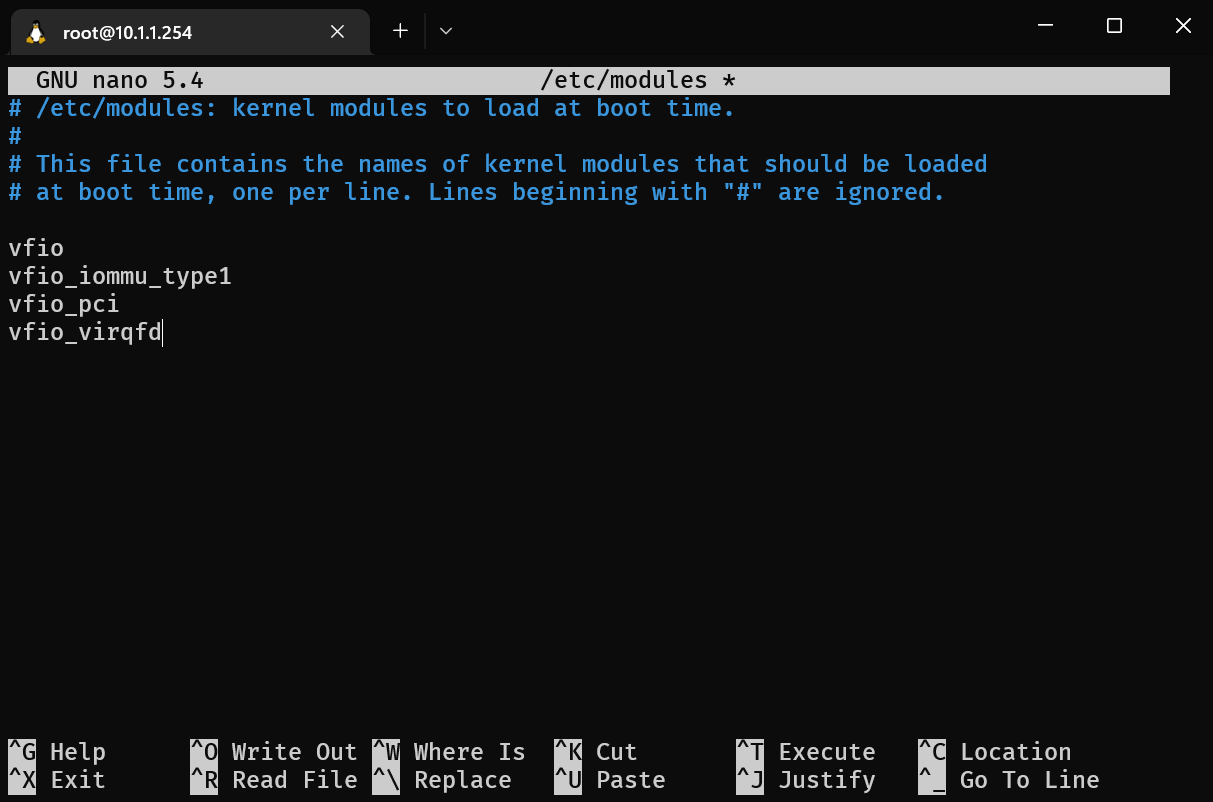 root@10.1.1.254
GNU nano 5.4 /etc/modules *
# /etc/modules: kernel modules to load at boot time.
#
# This file contains the names of kernel modules that should be loaded
# at boot time, one per line. Lines beginning with "#" are ignored.
vfio
vfio_iommu_type1
vfio_pci
vfio_virqfd
^G Help ^O Write Out ^W Where Is ^K Cut ^T Execute ^C Location
^X Exit ^R Read File ^\ Replace ^U Paste ^J Justify ^_ Go To Line